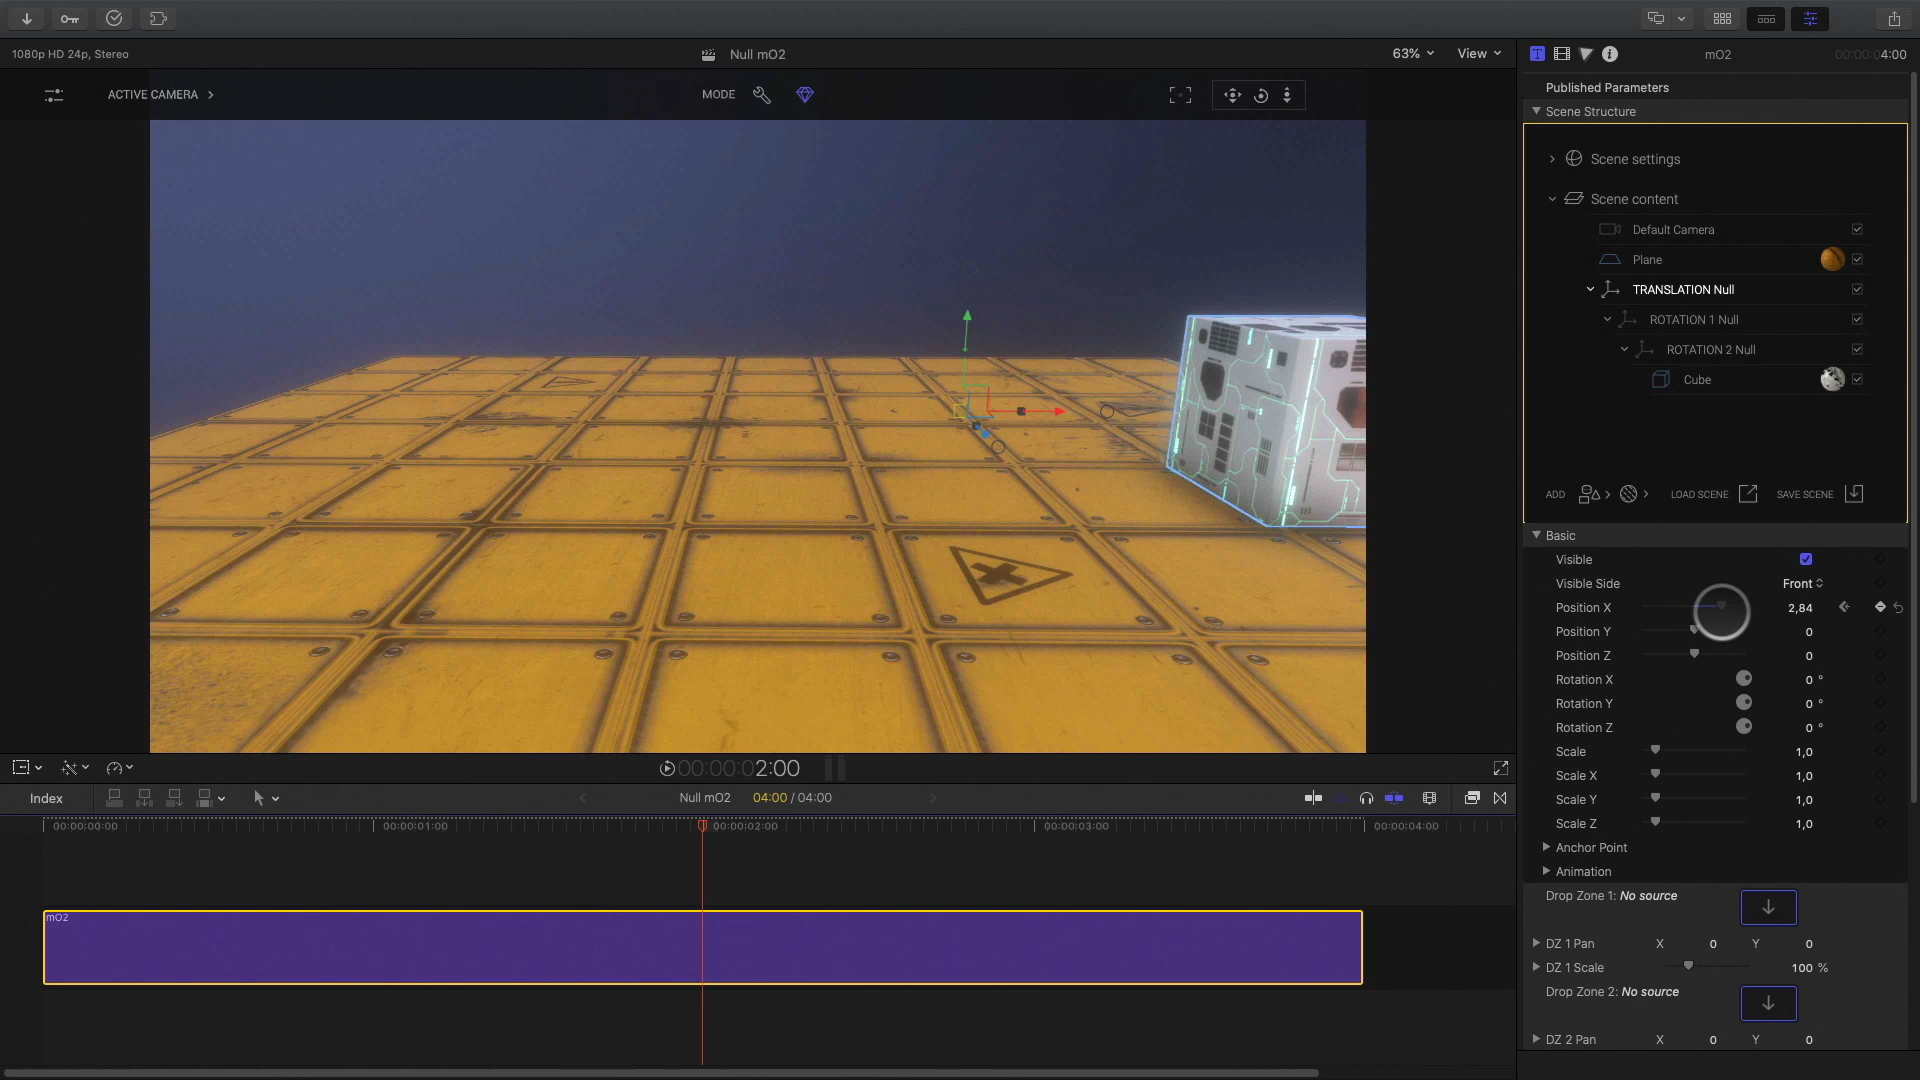 1080p HD 24p, Stereo
Null mO2
63%
View
mO2
00:00:04:00
ACTIVE CAMERA
MODE
Published Parameters
Scene Structure
Scene settings
Scene content
Default Camera
Plane
TRANSLATION Null
ROTATION 1 Null
ROTATION 2 Null
Cube
ADD
LOAD SCENE
SAVE SCENE
Basic
Visible
Visible Side
Front
Position X
2,84
Position Y
0
Position Z
0
Rotation X
0 °
Rotation Y
0 °
Rotation Z
0 °
Scale
1,0
Scale X
1,0
Scale Y
1,0
Scale Z
1,0
Anchor Point
Animation
Drop Zone 1: No source
DZ 1 Pan X 0 Y 0
DZ 1 Scale 100 %
Drop Zone 2: No source
DZ 2 Pan X 0 Y 0
00:00:02:00
Index
Null mO2
04:00 / 04:00
00:00:00:00
00:00:01:00
00:00:02:00
00:00:03:00
00:00:04:00
mO2